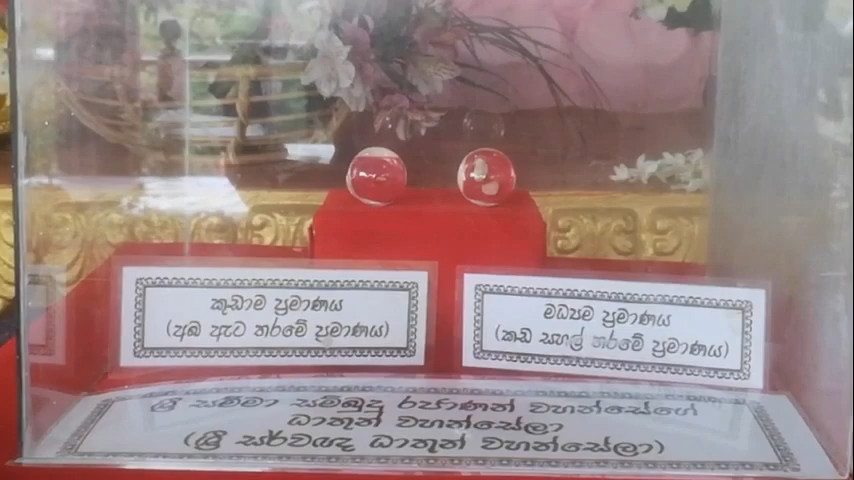 කුඩාම ප්‍රමාණය
(අබ ඇට තරමේ ප්‍රමාණය)
මධ්‍යම ප්‍රමාණය
(කඩ සහල් තරමේ ප්‍රමාණය)
ශ්‍රී සම්මා සම්බුදු රජාණන් වහන්සේගේ
ධාතුන් වහන්සේලා
(ශ්‍රී සර්වඥ ධාතුන් වහන්සේලා)